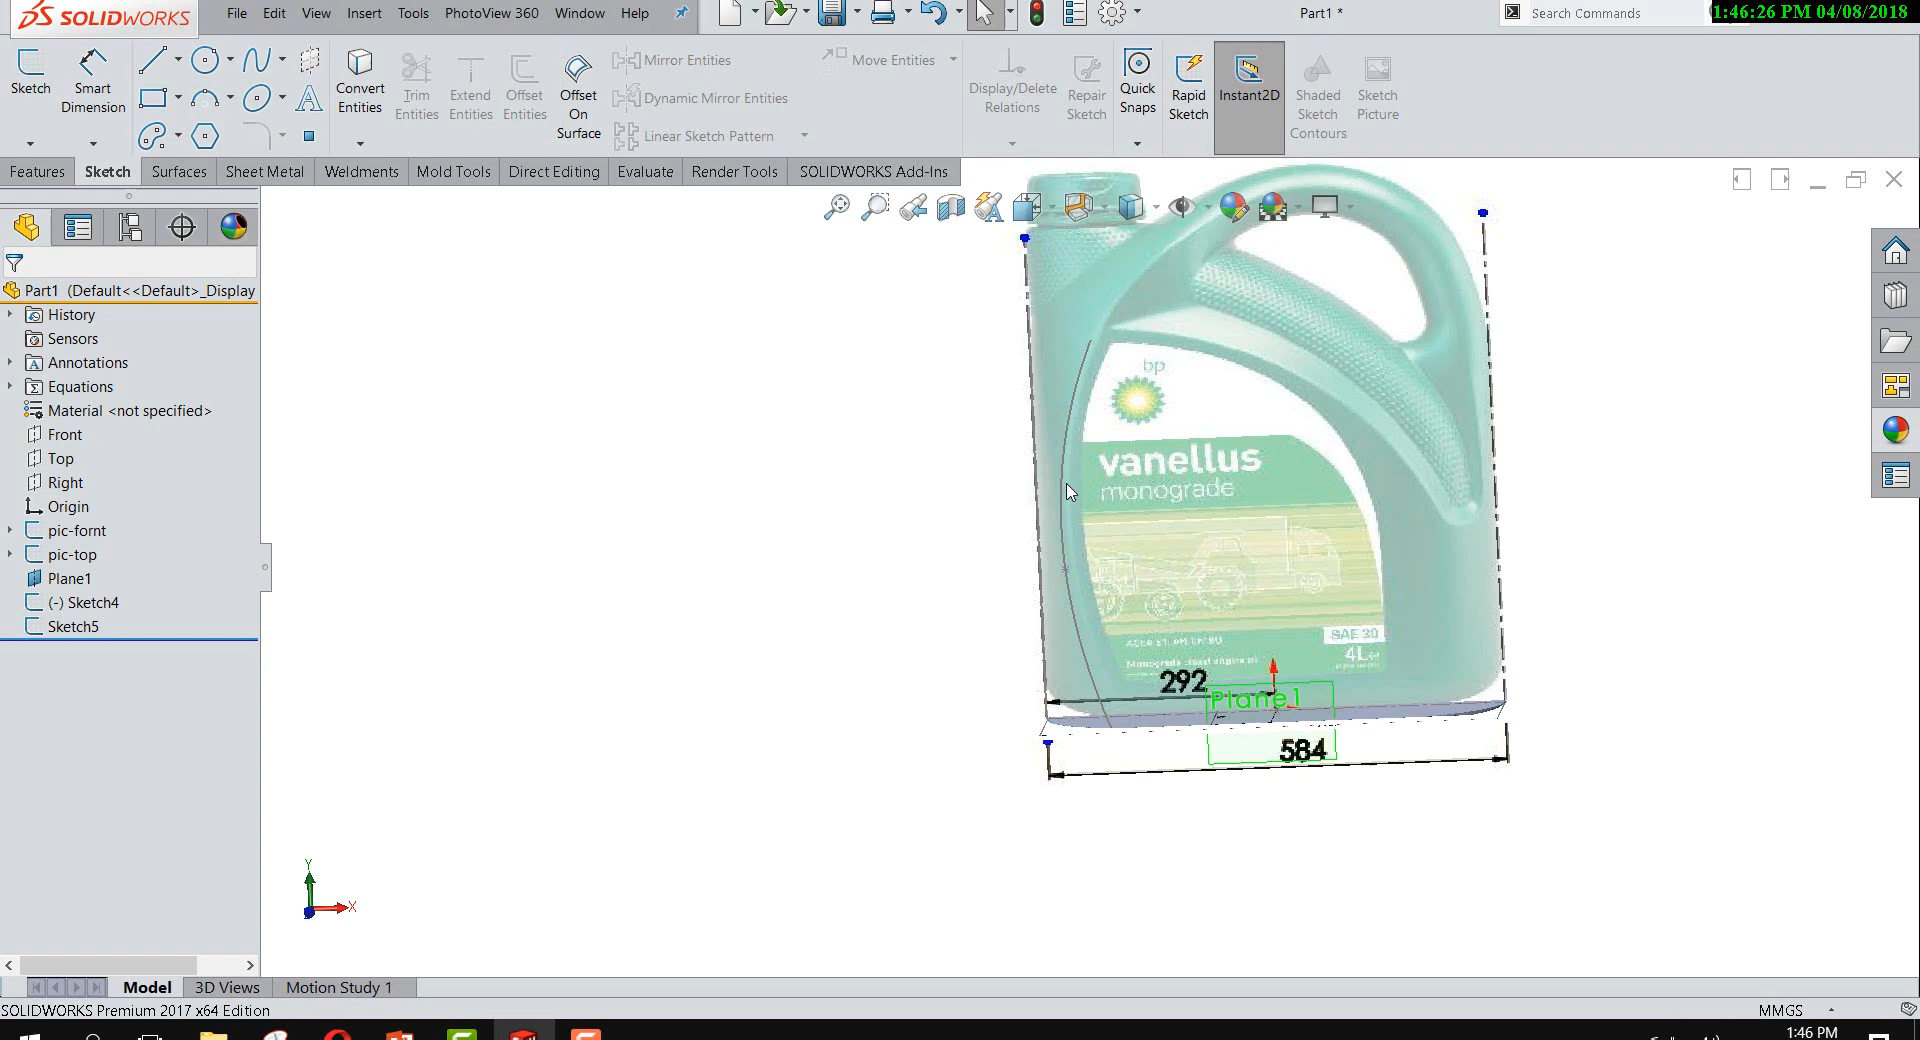 SOLIDWORKS
File Edit View Insert Tools PhotoView 360 Window Help
Part1 *
Search Commands
1:46:26 PM 04/08/2018
Sketch
Smart Dimension
Convert Entities
Trim Entities
Extend Entities
Offset Entities
Offset On Surface
Mirror Entities
Dynamic Mirror Entities
Linear Sketch Pattern
Move Entities
Display/Delete Relations
Repair Sketch
Quick Snaps
Rapid Sketch
Instant2D
Shaded Sketch Contours
Sketch Picture
Features Sketch Surfaces Sheet Metal Weldments Mold Tools Direct Editing Evaluate Render Tools SOLIDWORKS Add-Ins
Part1 (Default<<Default>_Display
History
Sensors
Annotations
Equations
Material <not specified>
Front
Top
Right
Origin
pic-fornt
pic-top
Plane1
(-) Sketch4
Sketch5
bp
vanellus
monograde
SAE 30
4L
292
Plane1
584
Y
X
Model 3D Views Motion Study 1
SOLIDWORKS Premium 2017 x64 Edition
MMGS
1:46 PM